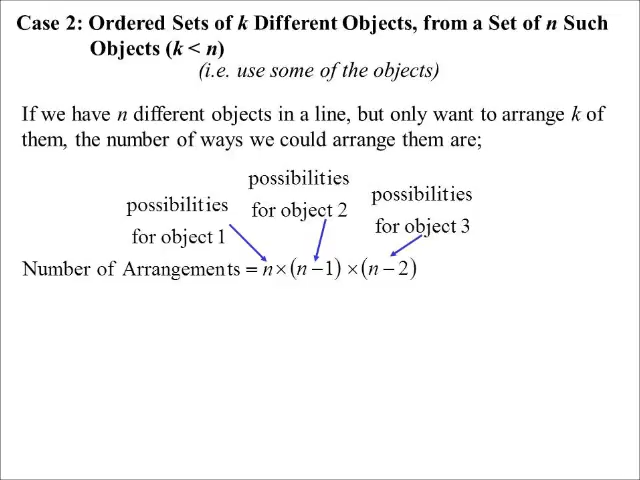 Case 2: Ordered Sets of k Different Objects, from a Set of n Such
Objects (k < n)
(i.e. use some of the objects)
If we have n different objects in a line, but only want to arrange k of
them, the number of ways we could arrange them are;
possibilities
for object 1
possibilities
for object 2
possibilities
for object 3
Number of Arrangements = n × (n − 1) × (n − 2)